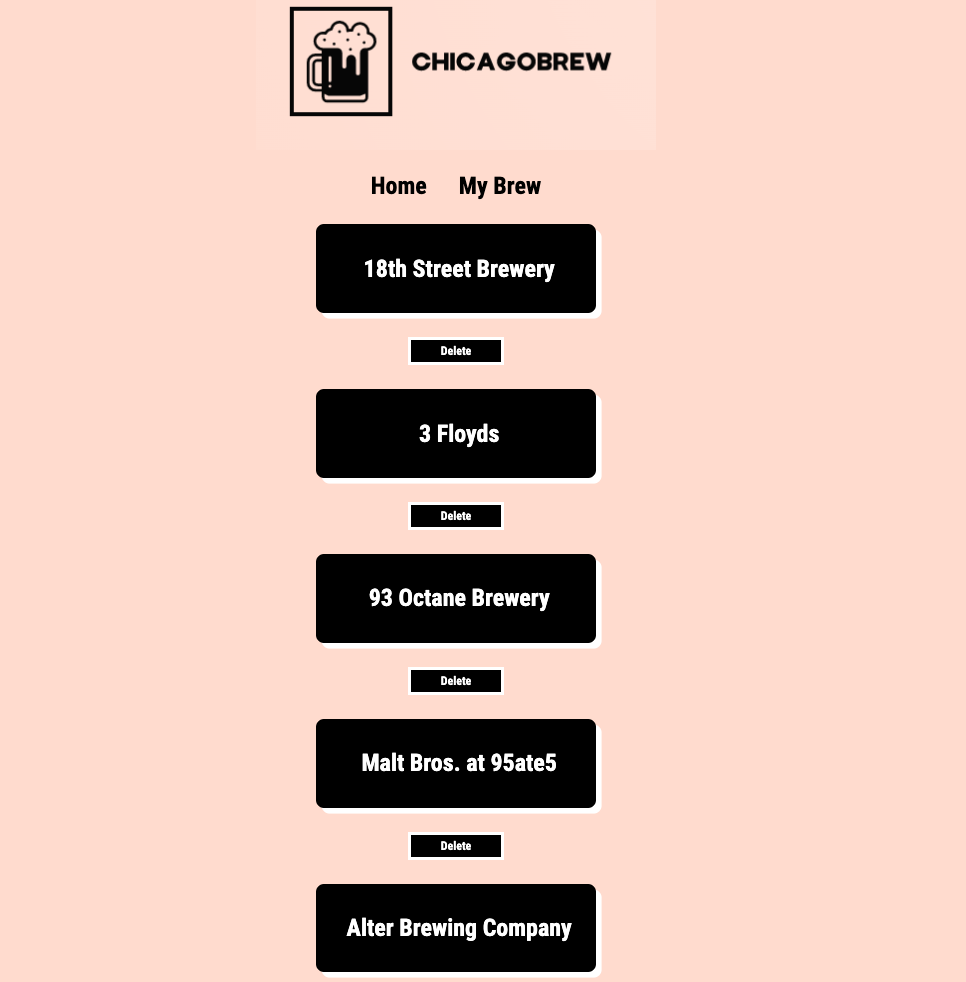 CHICAGOBREW
Home My Brew
18th Street Brewery
Delete
3 Floyds
Delete
93 Octane Brewery
Delete
Malt Bros. at 95ate5
Delete
Alter Brewing Company